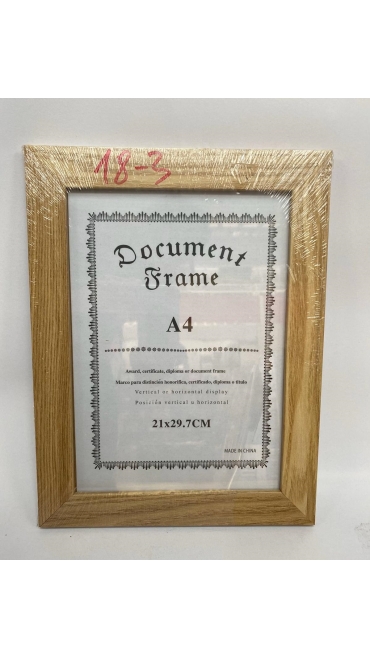 18-3
Document
Frame
A4
Award, certificate, diploma or document frame
Marco para distinción honorifica, certificado, diploma o título
Vertical or horizontal display
Posición vertical u horizontal
21x29.7CM
MADE IN CHINA